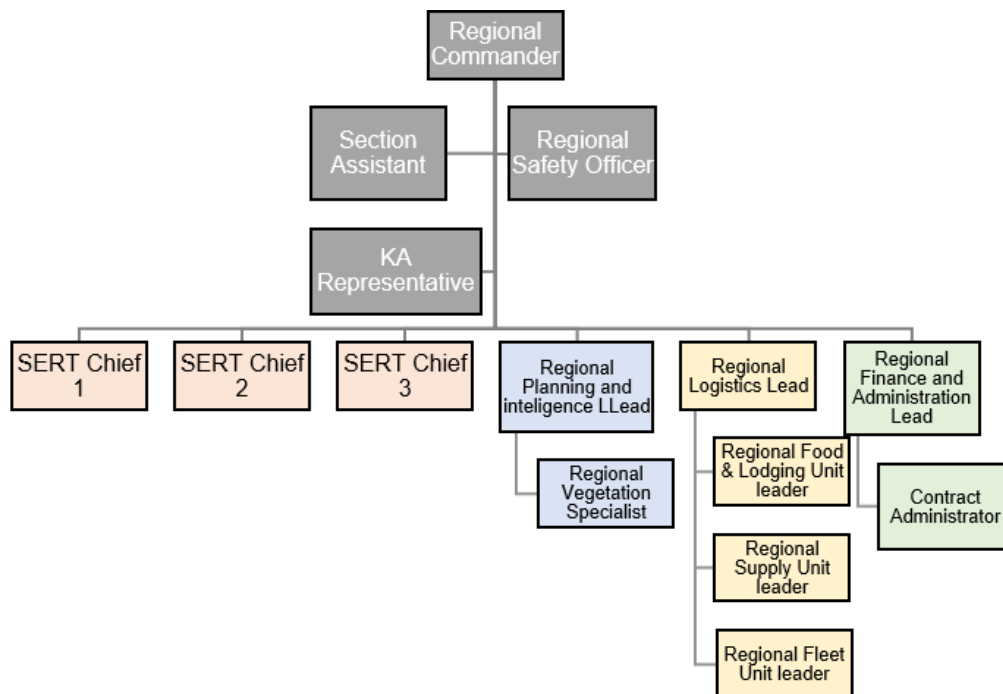 Regional
Commander
Section
Assistant
Regional
Safety Officer
KA
Representative
SERT Chief
1
SERT Chief
2
SERT Chief
3
Regional
Planning and
inteligence LLead
Regional
Logistics Lead
Regional
Finance and
Administration
Lead
Regional
Vegetation
Specialist
Regional Food
& Lodging Unit
leader
Contract
Administrator
Regional
Supply Unit
leader
Regional Fleet
Unit leader